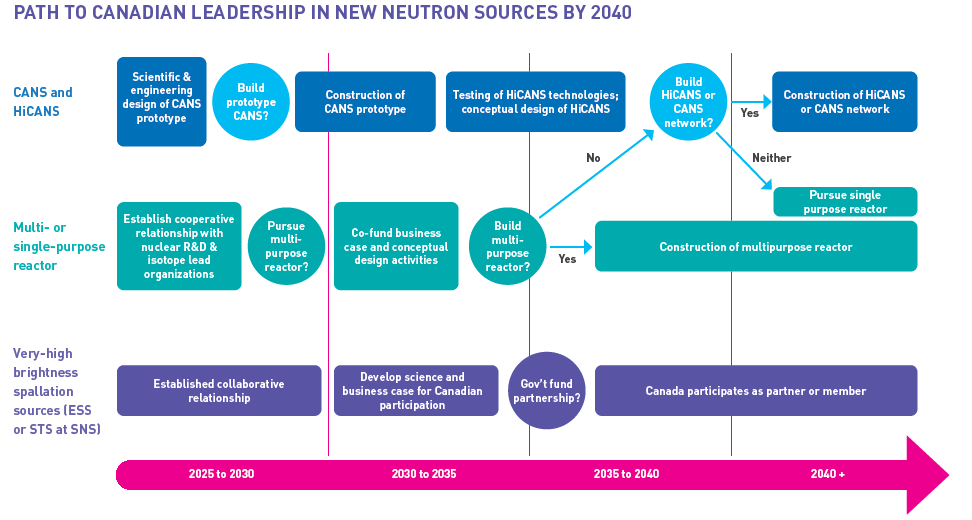 PATH TO CANADIAN LEADERSHIP IN NEW NEUTRON SOURCES BY 2040
CANS and
HiCANS
Scientific &
engineering
design of CANS
prototype
Build
prototype
CANS?
Construction of
CANS prototype
Testing of HiCANS technologies;
conceptual design of HiCANS
Build
HiCANS or
CANS
network?
Yes
Construction of HiCANS
or CANS network
No
Neither
Pursue single
purpose reactor
Multi- or
single-purpose
reactor
Establish cooperative
relationship with
nuclear R&D &
isotope lead
organizations
Pursue
multi-
purpose
reactor?
Co-fund business
case and conceptual
design activities
Build
multi-
purpose
reactor?
Yes
Construction of multipurpose reactor
Very-high
brightness
spallation
sources (ESS
or STS at SNS)
Established collaborative
relationship
Develop science and
business case for Canadian
participation
Gov't fund
partnership?
Canada participates as partner or member
2025 to 2030
2030 to 2035
2035 to 2040
2040 +